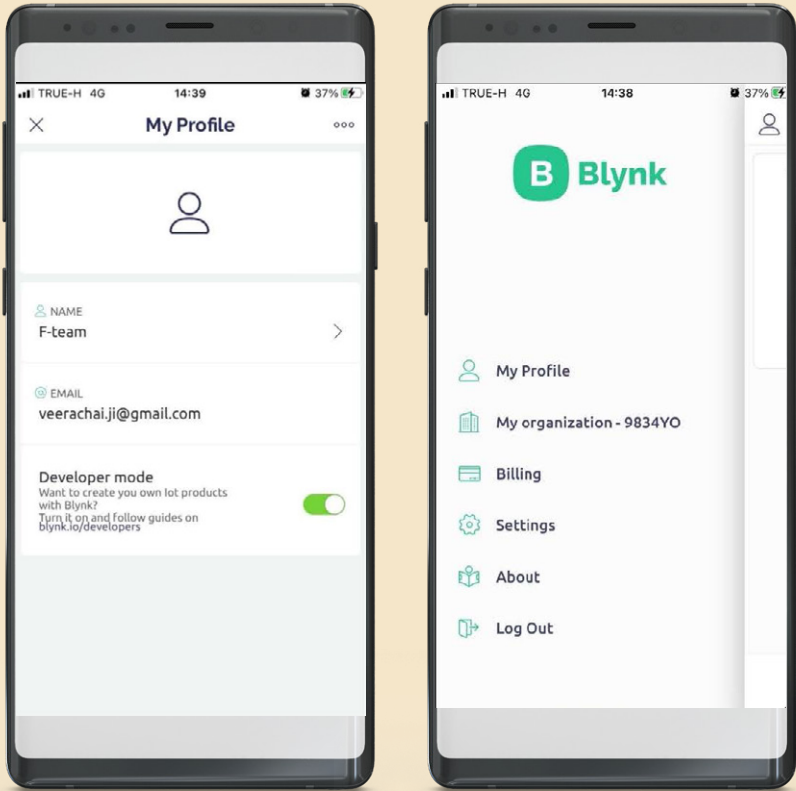 TRUE-H 4G 14:39 37%
My Profile
NAME
F-team
EMAIL
veerachai.ji@gmail.com
Developer mode
Want to create you own Iot products
with Blynk?
Turn it on and follow guides on
blynk.io/developers
TRUE-H 4G 14:38 37%
B Blynk
My Profile
My organization - 9834YO
Billing
Settings
About
Log Out